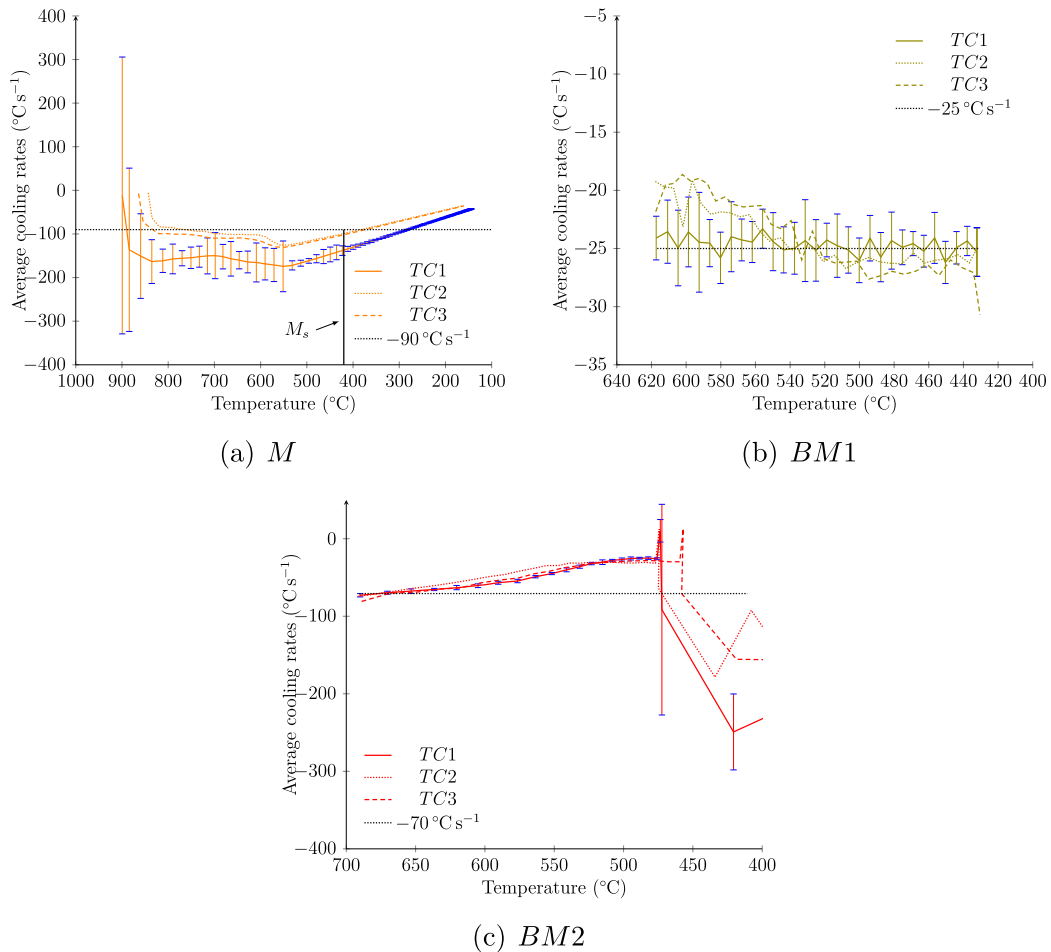 400
300
200
100
0
−100
−200
−300
−400
Average cooling rates (°C s⁻¹)
TC1
TC2
TC3
−90 °C s⁻¹
Mₛ
1000 900 800 700 600 500 400 300 200 100
Temperature (°C)
(a) M
−5
−10
−15
−20
−25
−30
−35
Average cooling rates (°C s⁻¹)
TC1
TC2
TC3
−25 °C s⁻¹
640 620 600 580 560 540 520 500 480 460 440 420 400
Temperature (°C)
(b) BM1
0
−100
−200
−300
−400
Average cooling rates (°C s⁻¹)
TC1
TC2
TC3
−70 °C s⁻¹
700 650 600 550 500 450 400
Temperature (°C)
(c) BM2